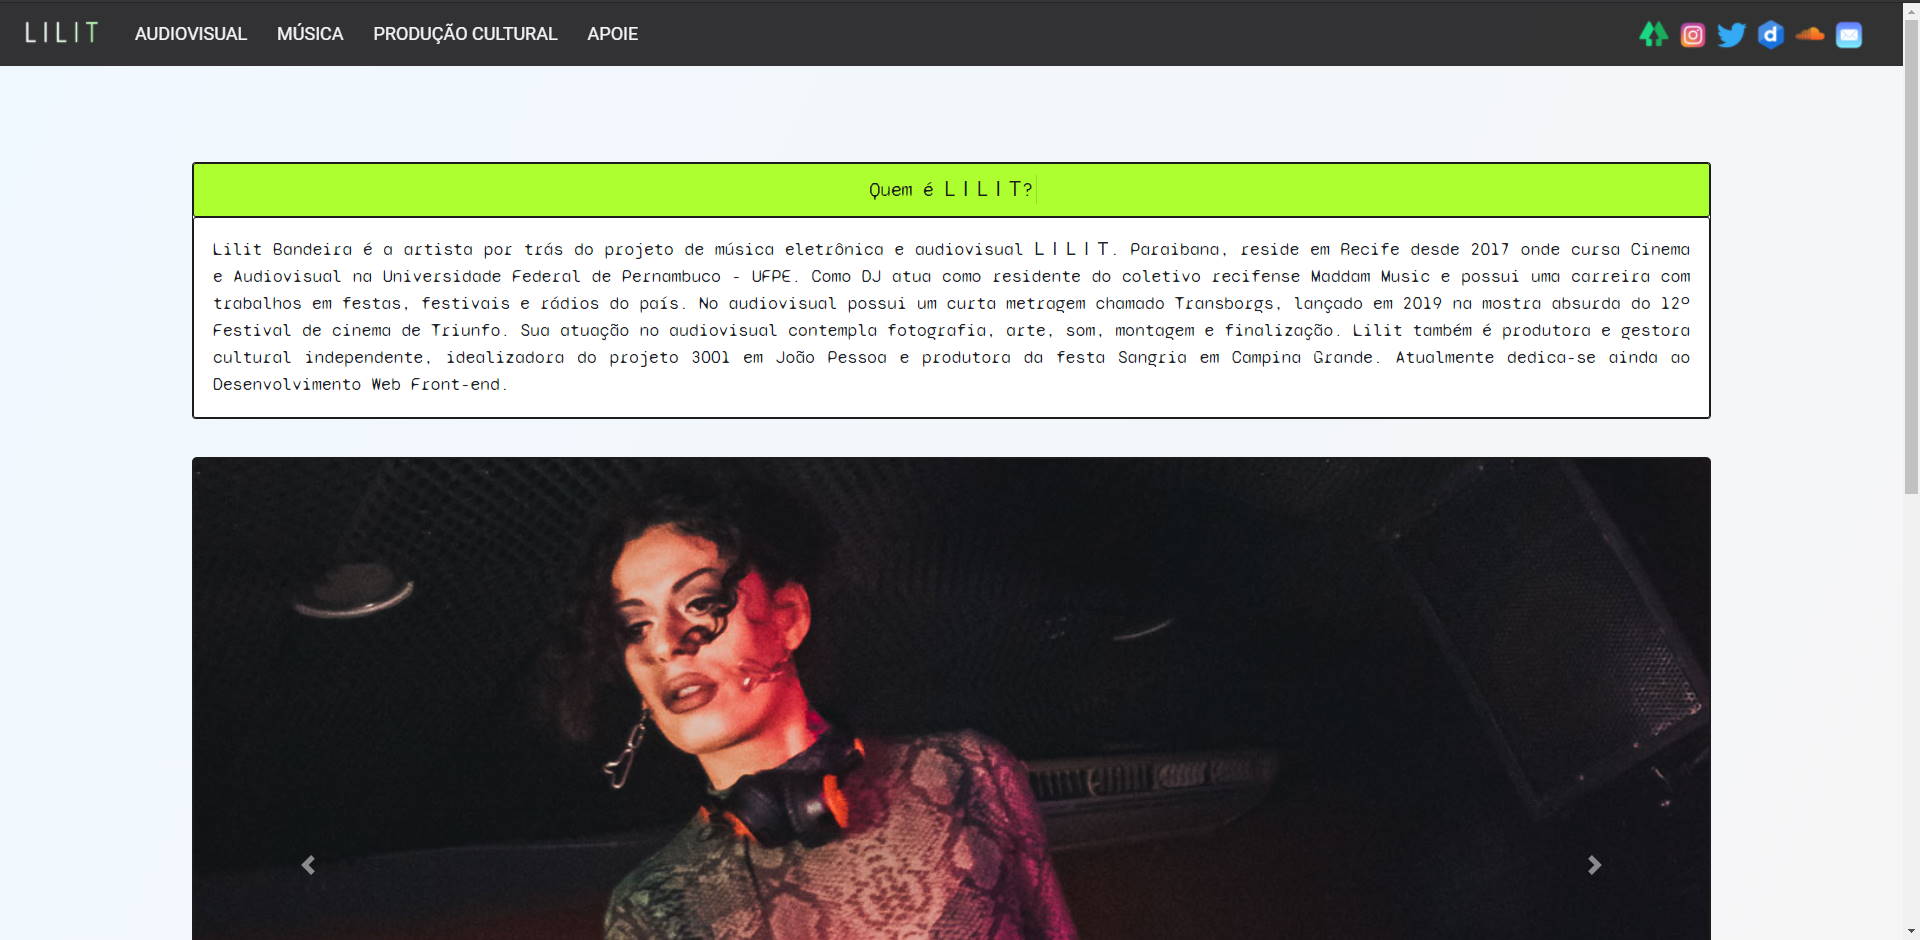 LILIT AUDIOVISUAL MÚSICA PRODUÇÃO CULTURAL APOIE
Quem é LILIT?
Lilit Bandeira é a artista por trás do projeto de música eletrônica e audiovisual LILIT. Paraibana, reside em Recife desde 2017 onde cursa Cinema
e Audiovisual na Universidade Federal de Pernambuco - UFPE. Como DJ atua como residente do coletivo recifense Maddam Music e possui uma carreira com
trabalhos em festas, festivais e rádios do país. No audiovisual possui um curta metragem chamado Transborgs, lançado em 2019 na mostra absurda do 12º
Festival de cinema de Triunfo. Sua atuação no audiovisual contempla fotografia, arte, som, montagem e finalização. Lilit também é produtora e gestora
cultural independente, idealizadora do projeto 3001 em João Pessoa e produtora da festa Sangria em Campina Grande. Atualmente dedica-se ainda ao
Desenvolvimento Web Front-end.